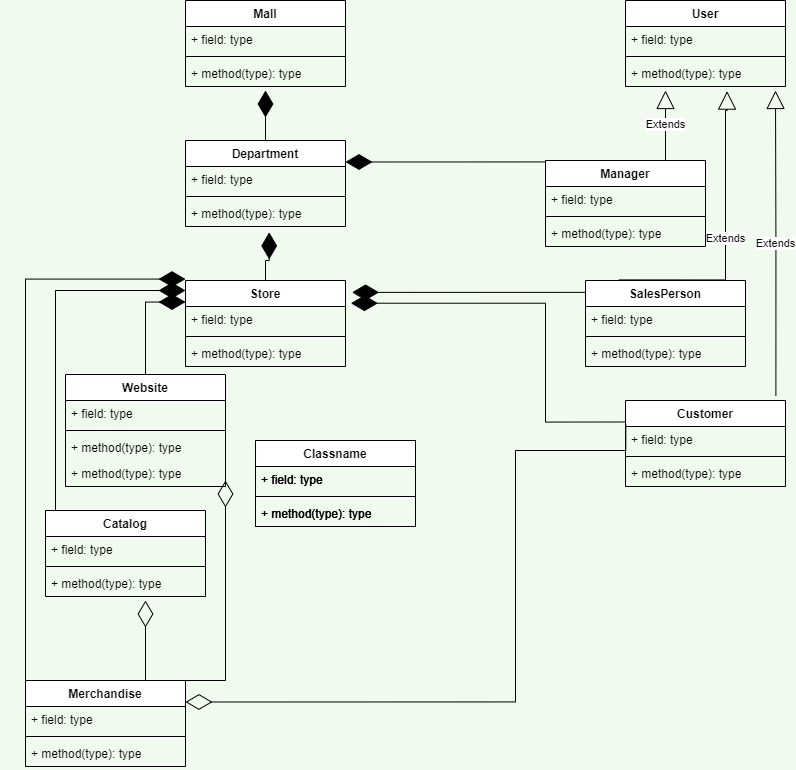 Mall
+ field: type
+ method(type): type
User
+ field: type
+ method(type): type
Extends
Department
+ field: type
+ method(type): type
Manager
+ field: type
+ method(type): type
Extends
Extends
Store
+ field: type
+ method(type): type
SalesPerson
+ field: type
+ method(type): type
Website
+ field: type
+ method(type): type
+ method(type): type
Customer
+ field: type
+ method(type): type
Classname
+ field: type
+ method(type): type
Catalog
+ field: type
+ method(type): type
Merchandise
+ field: type
+ method(type): type